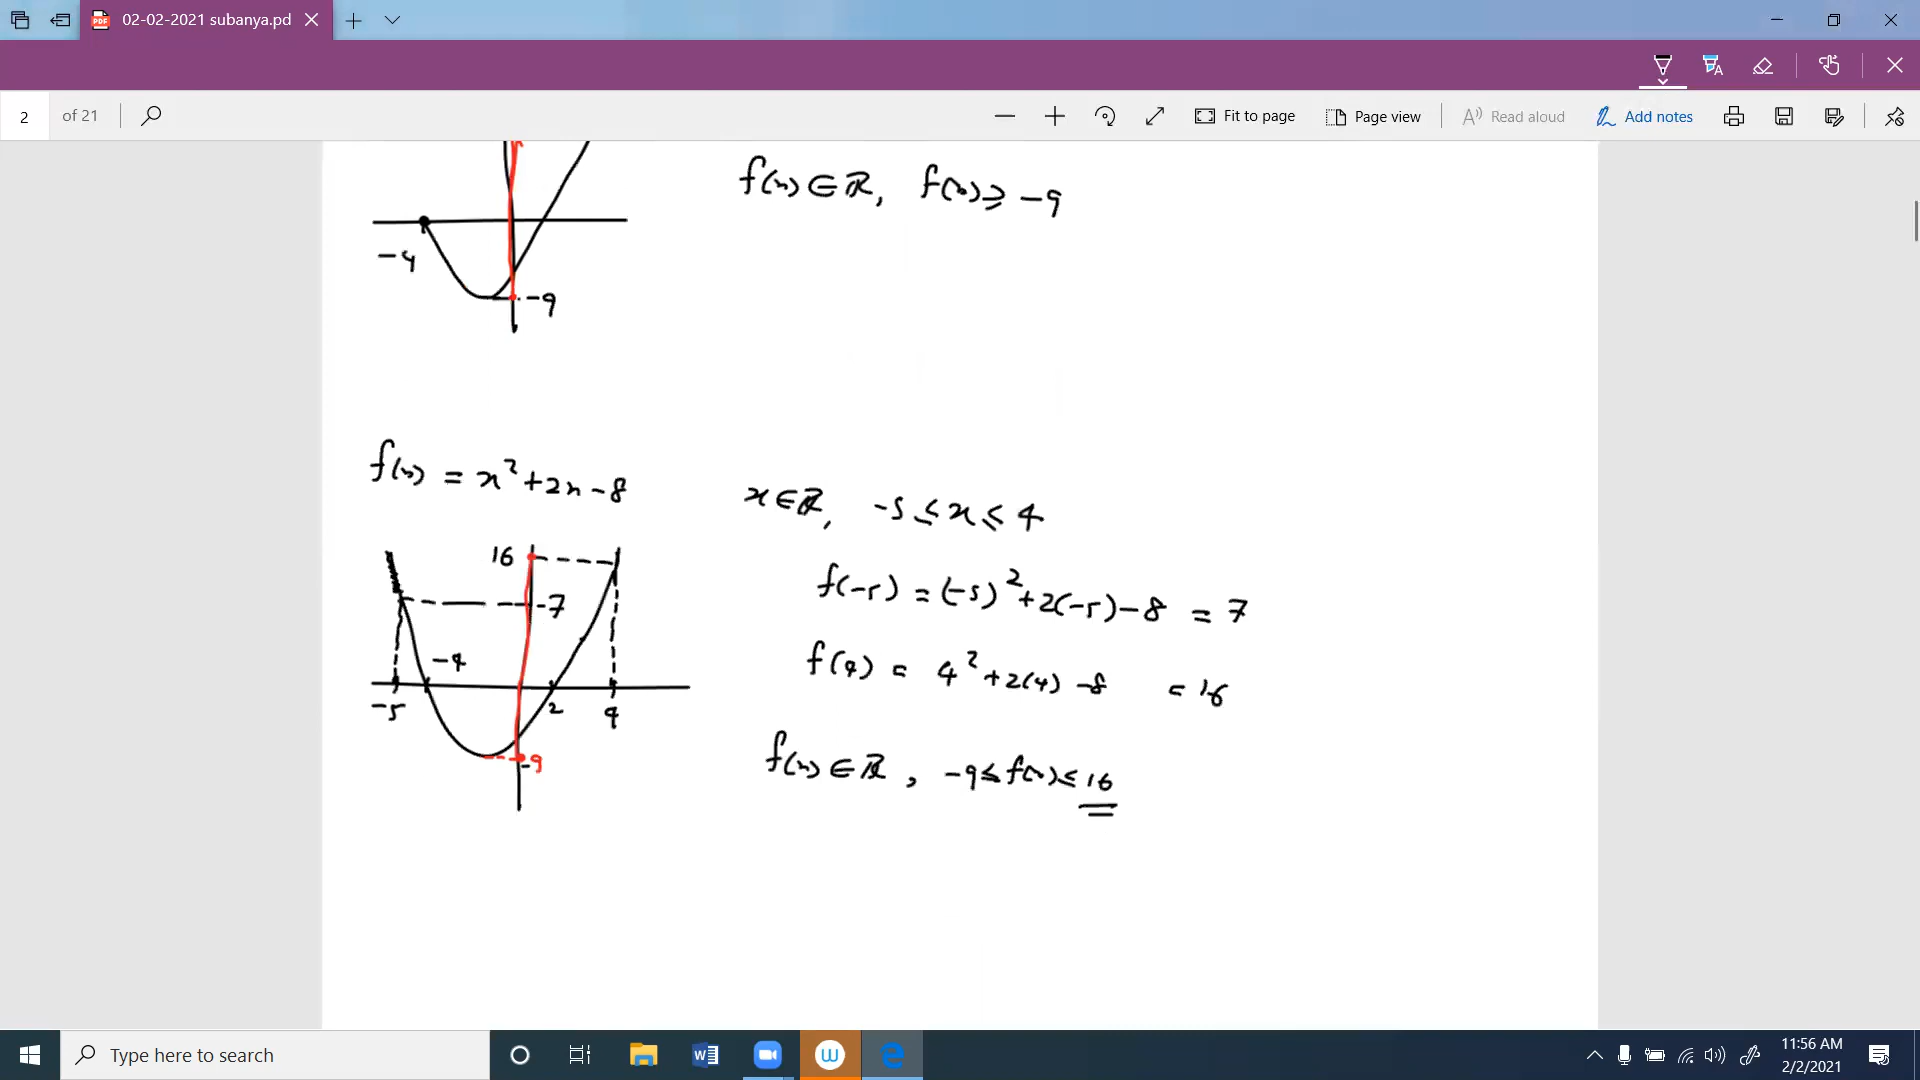 02-02-2021 subanya.pd
2 of 21
Fit to page
Page view
Read aloud
Add notes
f(x) ∈ ℝ, f(x) ≥ -9
-4
-9
f(x) = x² + 2x - 8
x ∈ ℝ, -5 ≤ x ≤ 4
16
-7
f(-5) = (-5)² + 2(-5) - 8 = 7
-4
f(4) = 4² + 2(4) - 8 = 16
-5
2
4
-9
f(x) ∈ ℝ, -9 ≤ f(x) ≤ 16
Type here to search
11:56 AM
2/2/2021